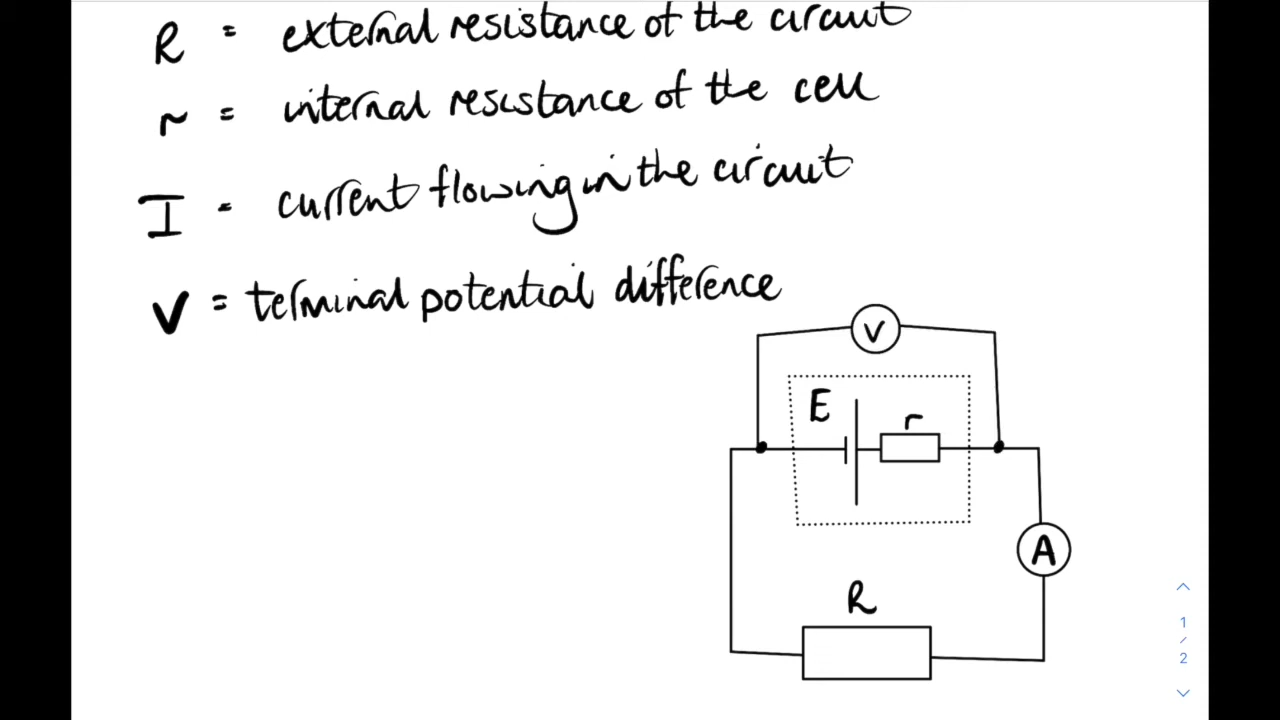 R = external resistance of the circuit
r = internal resistance of the cell
I = current flowing in the circuit
V = terminal potential difference
V
E
r
A
R
1
/
2